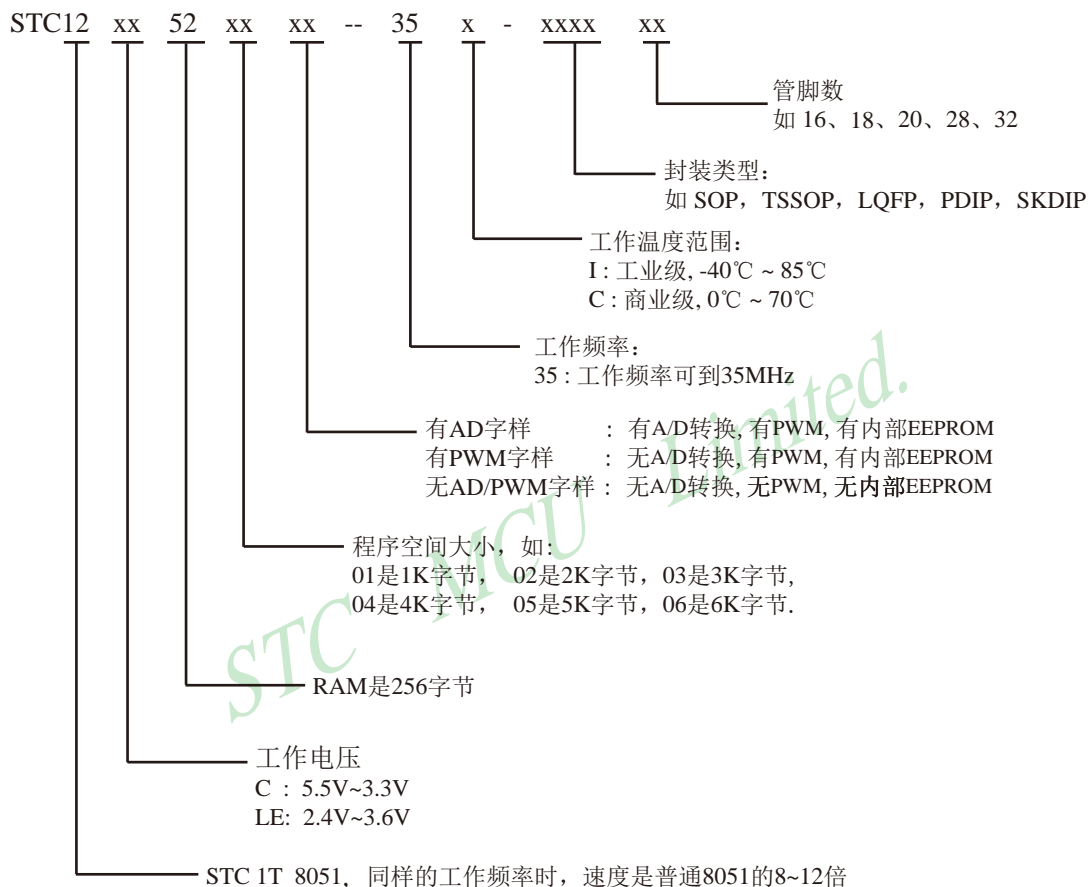 STC12 xx 52 xx xx -- 35 x - xxxx xx
管脚数
如 16、18、20、28、32
封装类型：
如 SOP，TSSOP，LQFP，PDIP，SKDIP
工作温度范围：
I : 工业级, -40℃ ~ 85℃
C : 商业级, 0℃ ~ 70℃
工作频率：
35 : 工作频率可到35MHz
有AD字样 ： 有A/D转换, 有PWM, 有内部EEPROM
有PWM字样 ： 无A/D转换, 有PWM, 有内部EEPROM
无AD/PWM字样： 无A/D转换, 无PWM, 无内部EEPROM
程序空间大小，如：
01是1K字节， 02是2K字节，03是3K字节,
04是4K字节， 05是5K字节，06是6K字节.
RAM是256字节
工作电压
C : 5.5V~3.3V
LE: 2.4V~3.6V
STC 1T 8051, 同样的工作频率时，速度是普通8051的8~12倍
STC MCU Limited.